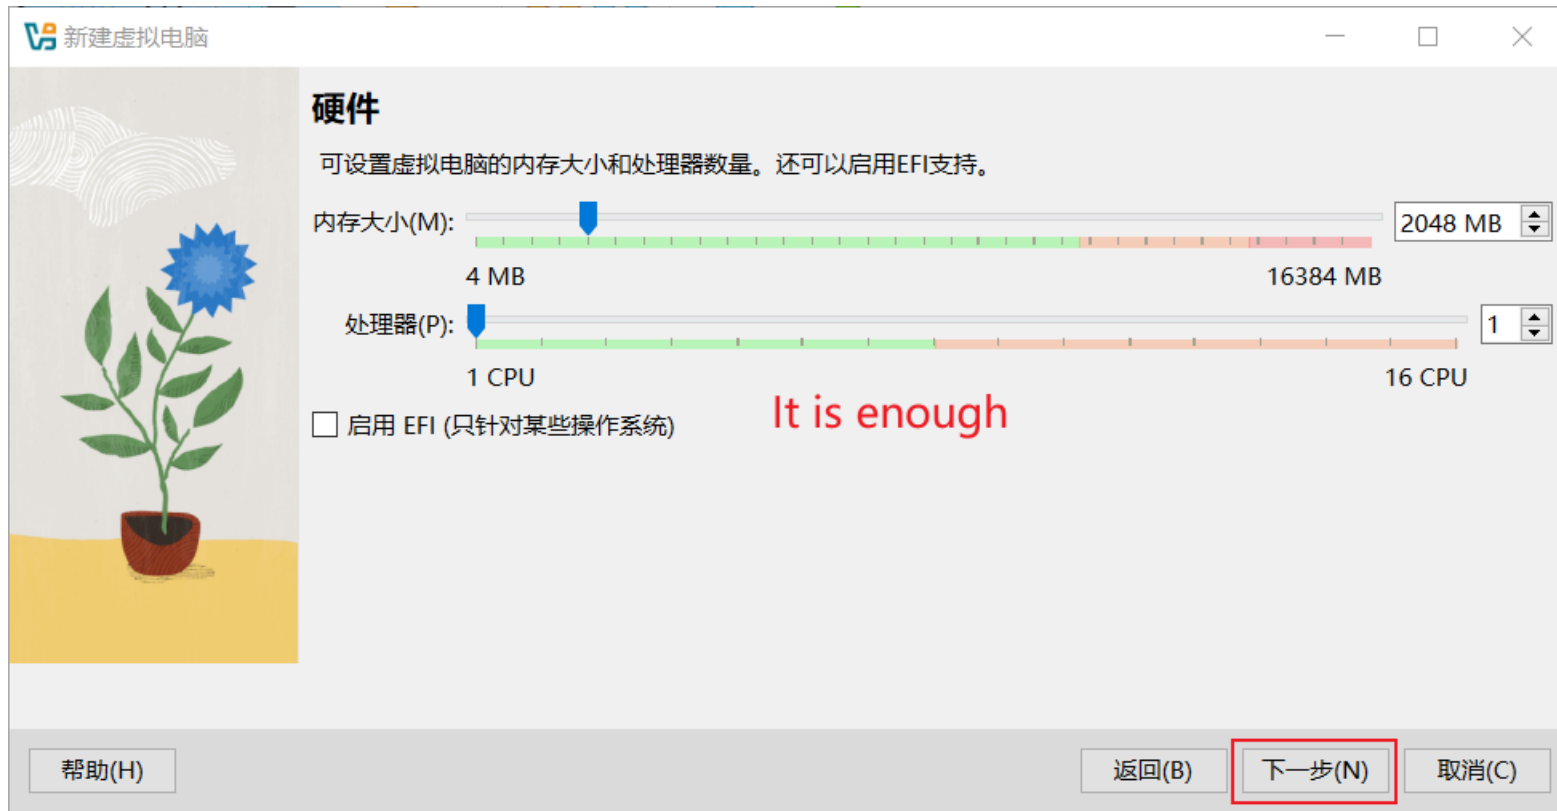 新建虚拟电脑
硬件
可设置虚拟电脑的内存大小和处理器数量。还可以启用EFI支持。
内存大小(M): 2048 MB
4 MB 16384 MB
处理器(P): 1
1 CPU 16 CPU
It is enough
启用 EFI (只针对某些操作系统)
帮助(H) 返回(B) 下一步(N) 取消(C)